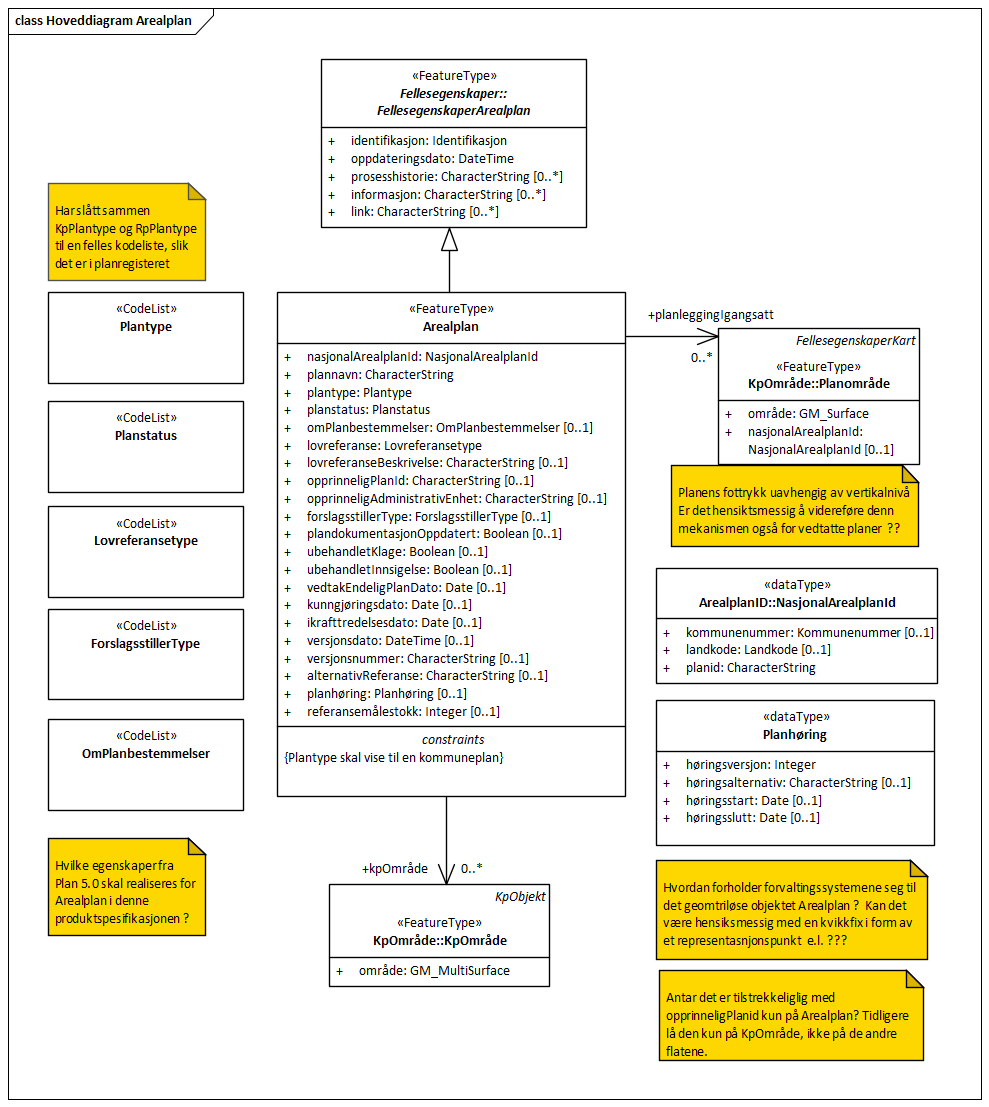 class Hoveddiagram Arealplan
«FeatureType»
Fellesegenskaper::
FellesegenskaperArealplan
+ identifikasjon: Identifikasjon
+ oppdateringsdato: DateTime
+ prosesshistorie: CharacterString [0..*]
+ informasjon: CharacterString [0..*]
+ link: CharacterString [0..*]
Har slått sammen
KpPlantype og RpPlantype
til en felles kodeliste, slik
det er i planregisteret
«CodeList»
Plantype
«CodeList»
Planstatus
«CodeList»
Lovreferansetype
«CodeList»
ForslagsstillerType
«CodeList»
OmPlanbestemmelser
Hvilke egenskaper fra
Plan 5.0 skal realiseres for
Arealplan i denne
produktspesifikasjonen ?
«FeatureType»
Arealplan
+ nasjonalArealplanId: NasjonalArealplanId
+ plannavn: CharacterString
+ plantype: Plantype
+ planstatus: Planstatus
+ omPlanbestemmelser: OmPlanbestemmelser [0..1]
+ lovreferanse: Lovreferansetype
+ lovreferanseBeskrivelse: CharacterString [0..1]
+ opprinneligPlanId: CharacterString [0..1]
+ opprinneligAdministrativEnhet: CharacterString [0..1]
+ forslagsstillerType: ForslagsstillerType [0..1]
+ plandokumentasjonOppdatert: Boolean [0..1]
+ ubehandletKlage: Boolean [0..1]
+ ubehandletInnsigelse: Boolean [0..1]
+ vedtakEndeligPlanDato: Date [0..1]
+ kunngjøringsdato: Date [0..1]
+ ikrafttredelsesdato: Date [0..1]
+ versjonsdato: DateTime [0..1]
+ versjonsnummer: CharacterString [0..1]
+ alternativReferanse: CharacterString [0..1]
+ planhøring: Planhøring [0..1]
+ referansemålestokk: Integer [0..1]
constraints
{Plantype skal vise til en kommuneplan}
+kpOmråde 0..*
KpObjekt
«FeatureType»
KpOmråde::KpOmråde
+ område: GM_MultiSurface
+planleggingIgangsatt
0..*
FellesegenskaperKart
«FeatureType»
KpOmråde::Planområde
+ område: GM_Surface
+ nasjonalArealplanId:
NasjonalArealplanId [0..1]
Planens fottrykk uavhengig av vertikalnivå
Er det hensiktsmessig å videreføre denn
mekanismen også for vedtatte planer ??
«dataType»
ArealplanID::NasjonalArealplanId
+ kommunenummer: Kommunenummer [0..1]
+ landkode: Landkode [0..1]
+ planid: CharacterString
«dataType»
Planhøring
+ høringsversjon: Integer
+ høringsalternativ: CharacterString [0..1]
+ høringsstart: Date [0..1]
+ høringsslutt: Date [0..1]
Hvordan forholder forvaltingssystemene seg til
det geomtriløse objektet Arealplan ? Kan det
være hensiksmessig med en kvikkfix i form av
et representasnjonspunkt e.l. ???
Antar det er tilstrekkeliglig med
opprinneligPlanid kun på Arealplan? Tidligere
lå den kun på KpOmråde, ikke på de andre
flatene.